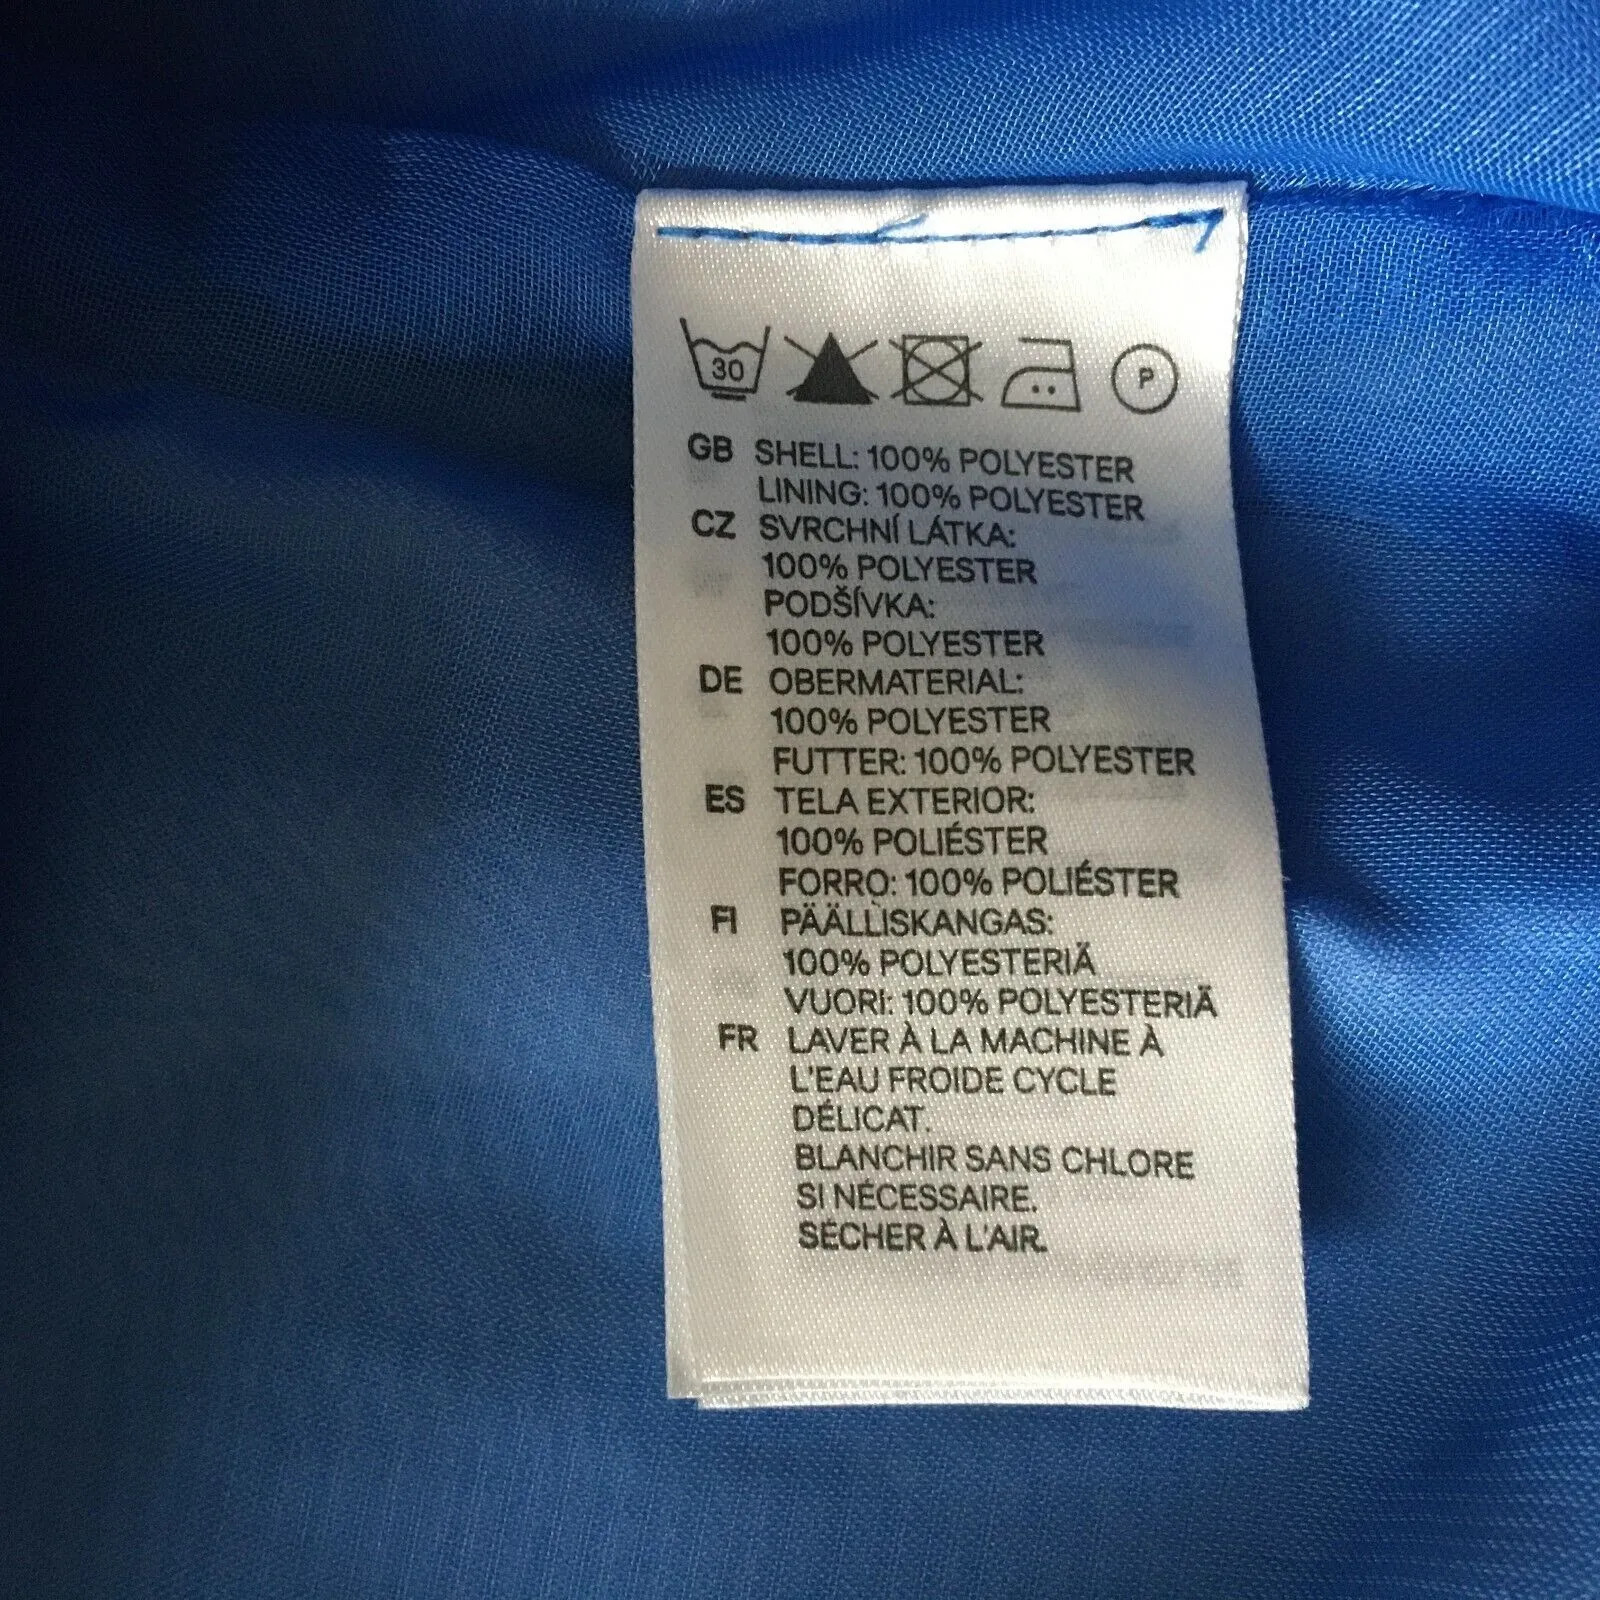 30
P
GB SHELL: 100% POLYESTER
LINING: 100% POLYESTER
CZ SVRCHNÍ LÁTKA:
100% POLYESTER
PODŠÍVKA:
100% POLYESTER
DE OBERMATERIAL:
100% POLYESTER
FUTTER: 100% POLYESTER
ES TELA EXTERIOR:
100% POLIÉSTER
FORRO: 100% POLIÉSTER
FI PÄÄLLISKANGAS:
100% POLYESTERIÄ
VUORI: 100% POLYESTERIÄ
FR LAVER À LA MACHINE À
L'EAU FROIDE CYCLE
DÉLICAT.
BLANCHIR SANS CHLORE
SI NÉCESSAIRE.
SÉCHER À L'AIR.